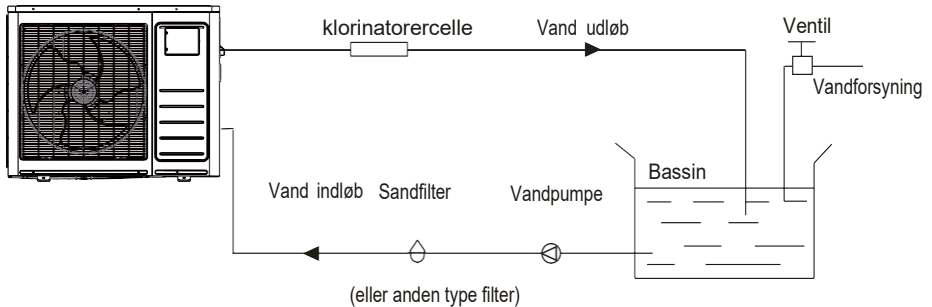 klorinatorercelle
Vand udløb
Ventil
Vandforsyning
Bassin
Vand indløb
Sandfilter
Vandpumpe
(eller anden type filter)